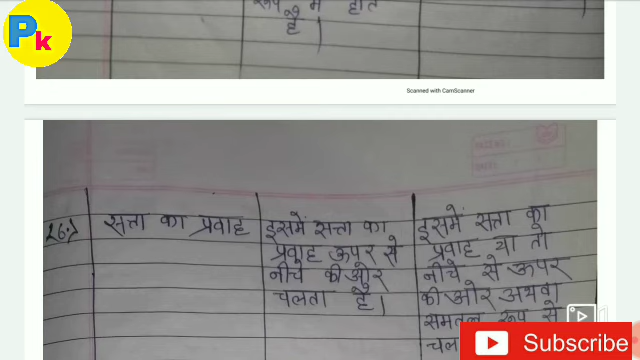 Pk
रूप में होते
है।
Scanned with CamScanner
26.> सत्ता का प्रवाह
इसमें सत्ता का
प्रवाह ऊपर से
नीचे की ओर
चलता है।
इसमें सत्ता का
प्रवाह या तो
नीचे से ऊपर
की ओर अथवा
समतल रूप से
चल
Subscribe